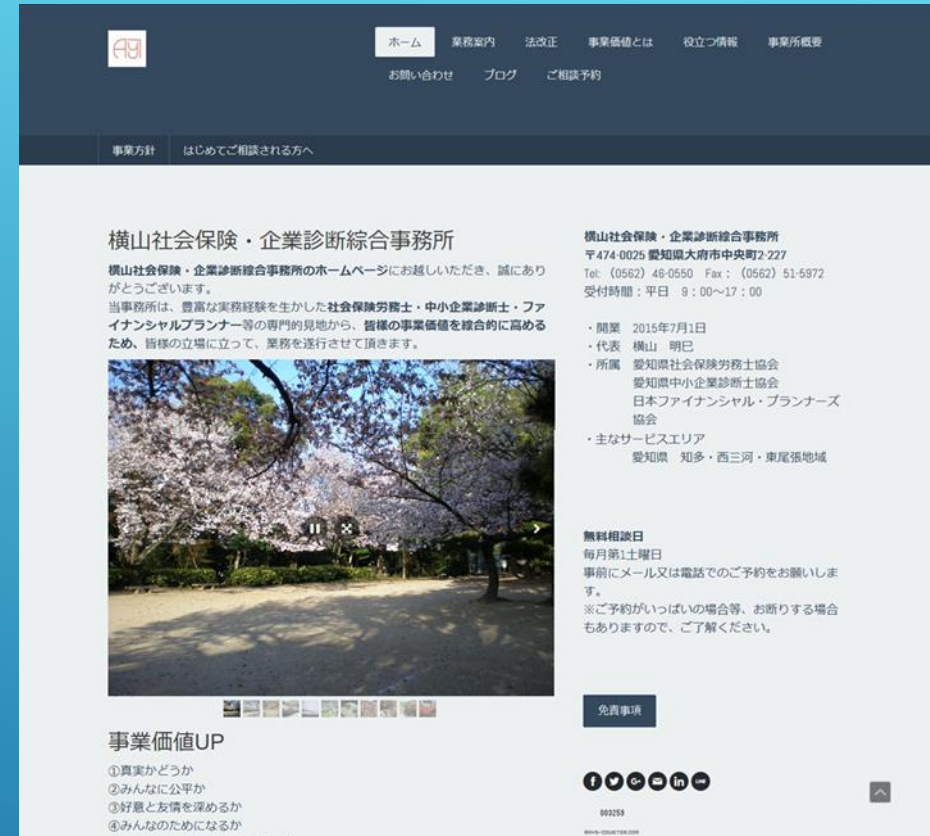 AYI
ホーム 業務案内 法改正 事業価値とは 役立つ情報 事業所概要
お問い合わせ ブログ ご相談予約
事業方針 はじめてご相談される方へ
横山社会保険・企業診断綜合事務所
横山社会保険・企業診断綜合事務所のホームページにお越しいただき、誠にあり
がとうございます。
当事務所は、豊富な実務経験を生かした社会保険労務士・中小企業診断士・ファ
イナンシャルプランナー等の専門的見地から、皆様の事業価値を綜合的に高める
ため、皆様の立場に立って、業務を遂行させて頂きます。
事業価値UP
①真実かどうか
②みんなに公平か
③好意と友情を深めるか
④みんなのためになるか
横山社会保険・企業診断綜合事務所
〒474-0025 愛知県大府市中央町2-227
Tel: (0562) 46-0550 Fax: (0562) 51-5972
受付時間:平日 9:00~17:00
・開業 2015年7月1日
・代表 横山 明巳
・所属 愛知県社会保険労務士協会
愛知県中小企業診断士協会
日本ファイナンシャル・プランナーズ
協会
・主なサービスエリア
愛知県 知多・西三河・東尾張地域
無料相談日
毎月第1土曜日
事前にメール又は電話でのご予約をお願いしま
す。
※ご予約がいっぱいの場合等、お断りする場合
もありますので、ご了解ください。
免責事項
003259